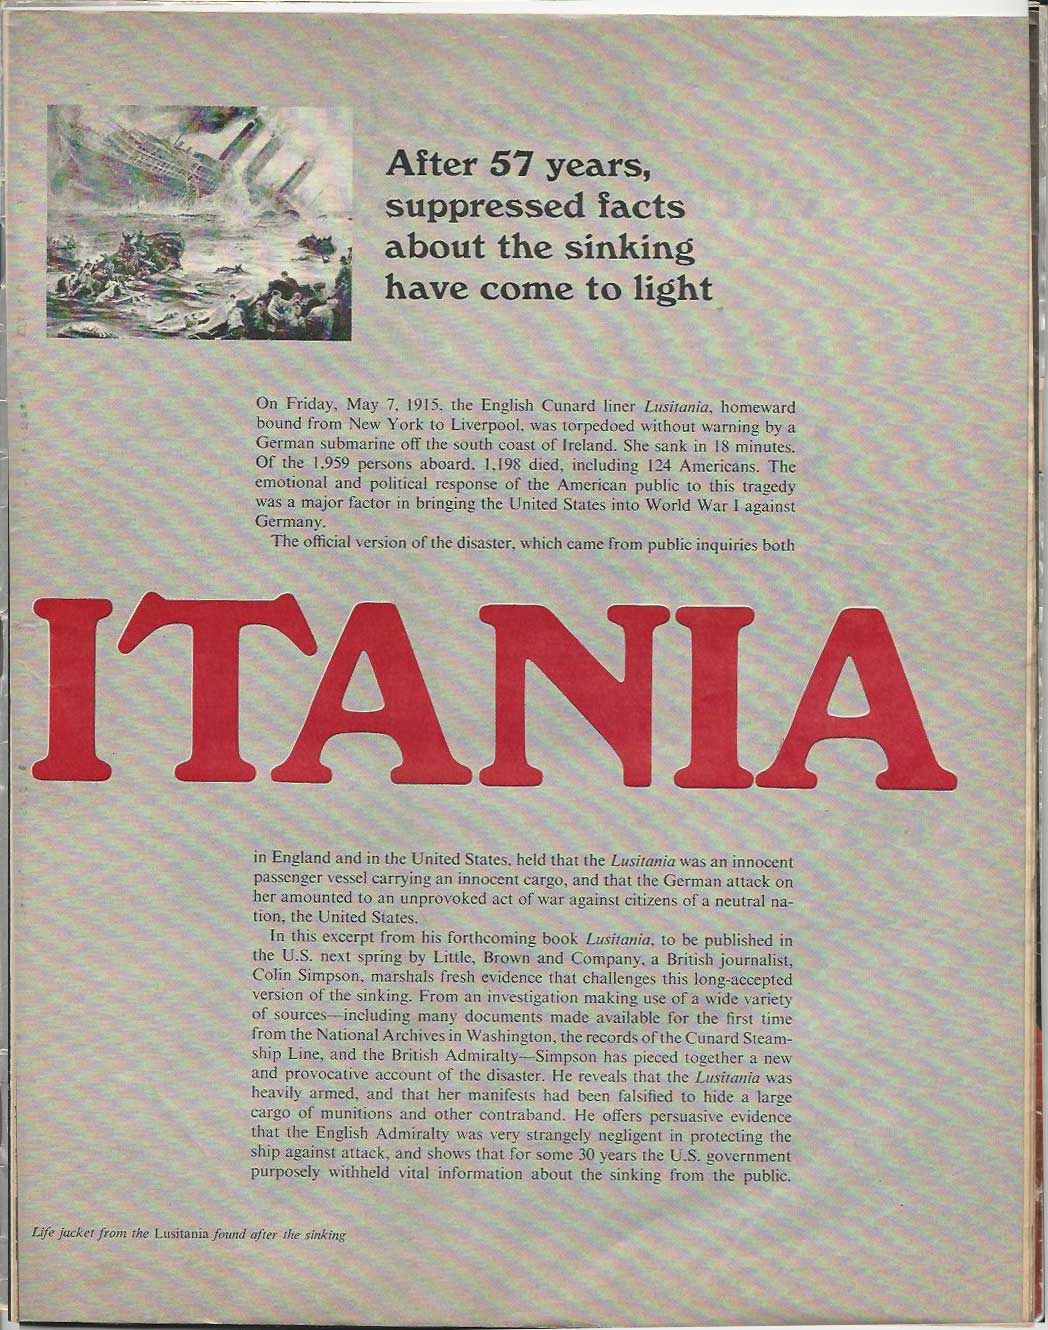 After 57 years,
suppressed facts
about the sinking
have come to light
On Friday, May 7, 1915, the English Cunard liner Lusitania, homeward
bound from New York to Liverpool, was torpedoed without warning by a
German submarine off the south coast of Ireland. She sank in 18 minutes.
Of the 1,959 persons aboard, 1,198 died, including 124 Americans. The
emotional and political response of the American public to this tragedy
was a major factor in bringing the United States into World War I against
Germany.
The official version of the disaster, which came from public inquiries both
ITANIA
in England and in the United States, held that the Lusitania was an innocent
passenger vessel carrying an innocent cargo, and that the German attack on
her amounted to an unprovoked act of war against citizens of a neutral na-
tion, the United States.
In this excerpt from his forthcoming book Lusitania, to be published in
the U.S. next spring by Little, Brown and Company, a British journalist,
Colin Simpson, marshals fresh evidence that challenges this long-accepted
version of the sinking. From an investigation making use of a wide variety
of sources—including many documents made available for the first time
from the National Archives in Washington, the records of the Cunard Steam-
ship Line, and the British Admiralty—Simpson has pieced together a new
and provocative account of the disaster. He reveals that the Lusitania was
heavily armed, and that her manifests had been falsified to hide a large
cargo of munitions and other contraband. He offers persuasive evidence
that the English Admiralty was very strangely negligent in protecting the
ship against attack, and shows that for some 30 years the U.S. government
purposely withheld vital information about the sinking from the public.
Life jacket from the Lusitania found after the sinking